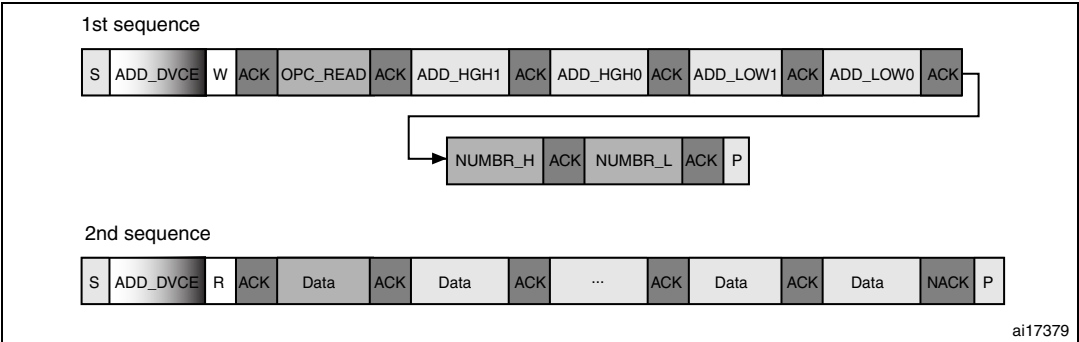 1st sequence
S ADD_DVCE W ACK OPC_READ ACK ADD_HGH1 ACK ADD_HGH0 ACK ADD_LOW1 ACK ADD_LOW0 ACK
NUMBR_H ACK NUMBR_L ACK P
2nd sequence
S ADD_DVCE R ACK Data ACK Data ACK ... ACK Data ACK Data NACK P
ai17379